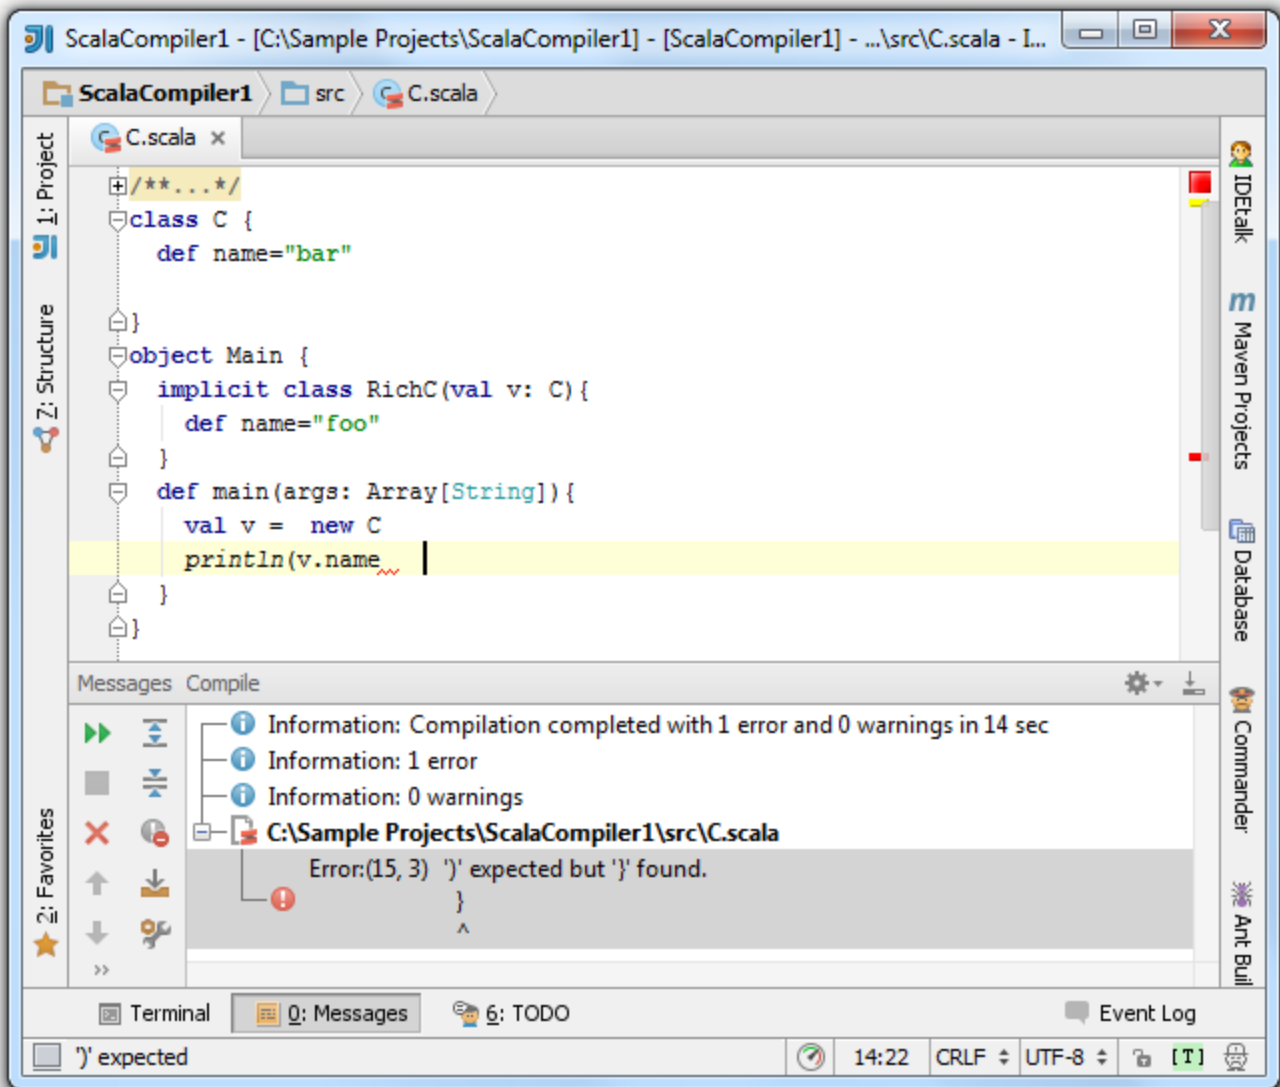 ScalaCompiler1 - [C:\Sample Projects\ScalaCompiler1] - [ScalaCompiler1] - ...\src\C.scala - I...
ScalaCompiler1 src C.scala
C.scala
1: Project
7: Structure
2: Favorites
/**...*/
class C {
def name="bar"
}
object Main {
implicit class RichC(val v: C){
def name="foo"
}
def main(args: Array[String]){
val v = new C
println(v.name
}
}
IDEtalk
Maven Projects
Database
Commander
Ant Buil
Messages Compile
Information: Compilation completed with 1 error and 0 warnings in 14 sec
Information: 1 error
Information: 0 warnings
C:\Sample Projects\ScalaCompiler1\src\C.scala
Error:(15, 3) ')' expected but '}' found.
}
^
Terminal 0: Messages 6: TODO Event Log
')' expected 14:22 CRLF UTF-8 [T]